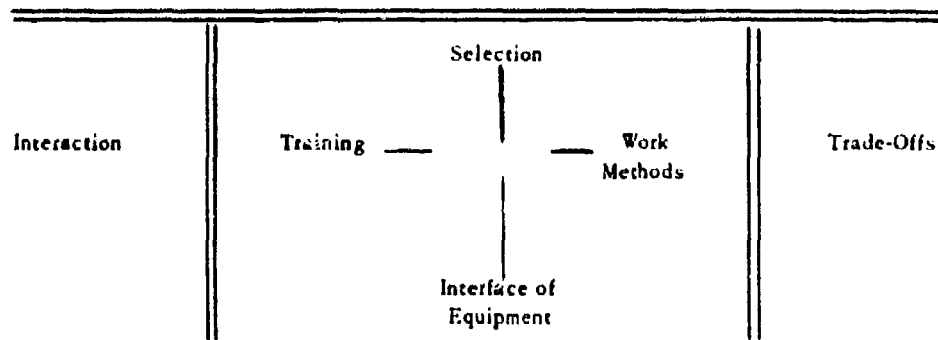 Selection
Interaction
Training
Work
Methods
Trade-Offs
Interface of
Equipment